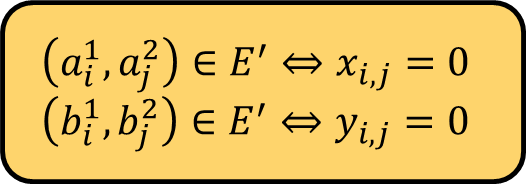 (a_i^1, a_j^2) ∈ E′ ⇔ x_{i,j} = 0
(b_i^1, b_j^2) ∈ E′ ⇔ y_{i,j} = 0